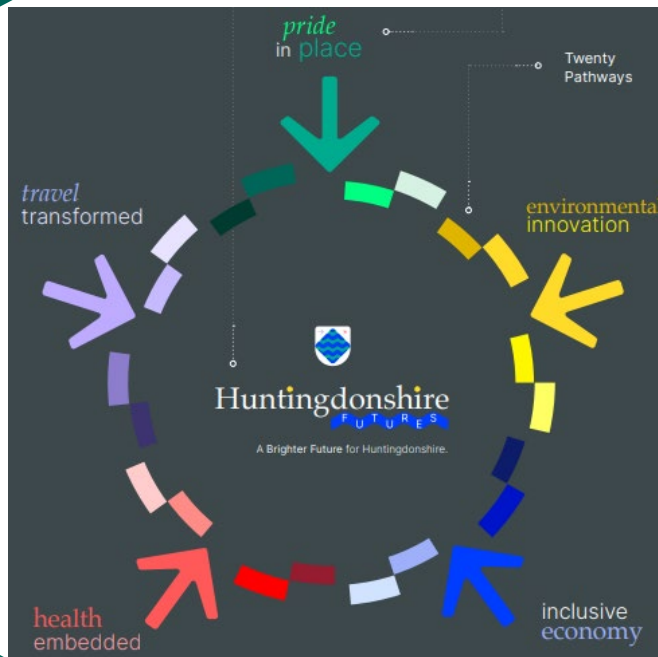 pride
in place
Twenty
Pathways
travel
transformed
environmental
innovation
Huntingdonshire
FUTURES
A Brighter Future for Huntingdonshire.
health
embedded
inclusive
economy